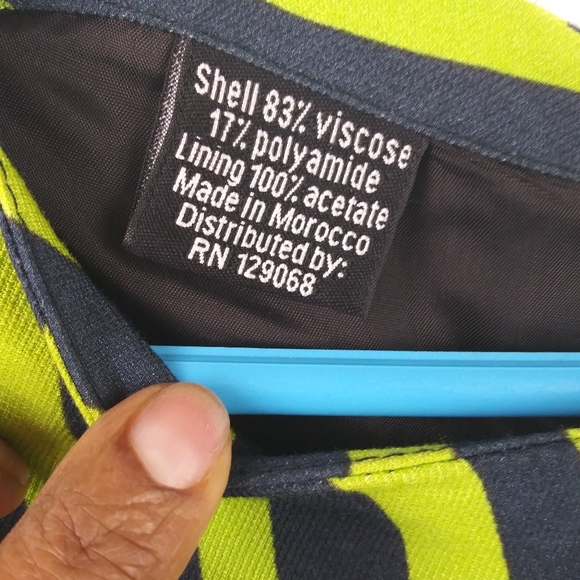 Shell 83% viscose
17% polyamide
Lining 100% acetate
Made in Morocco
Distributed by:
RN 129068